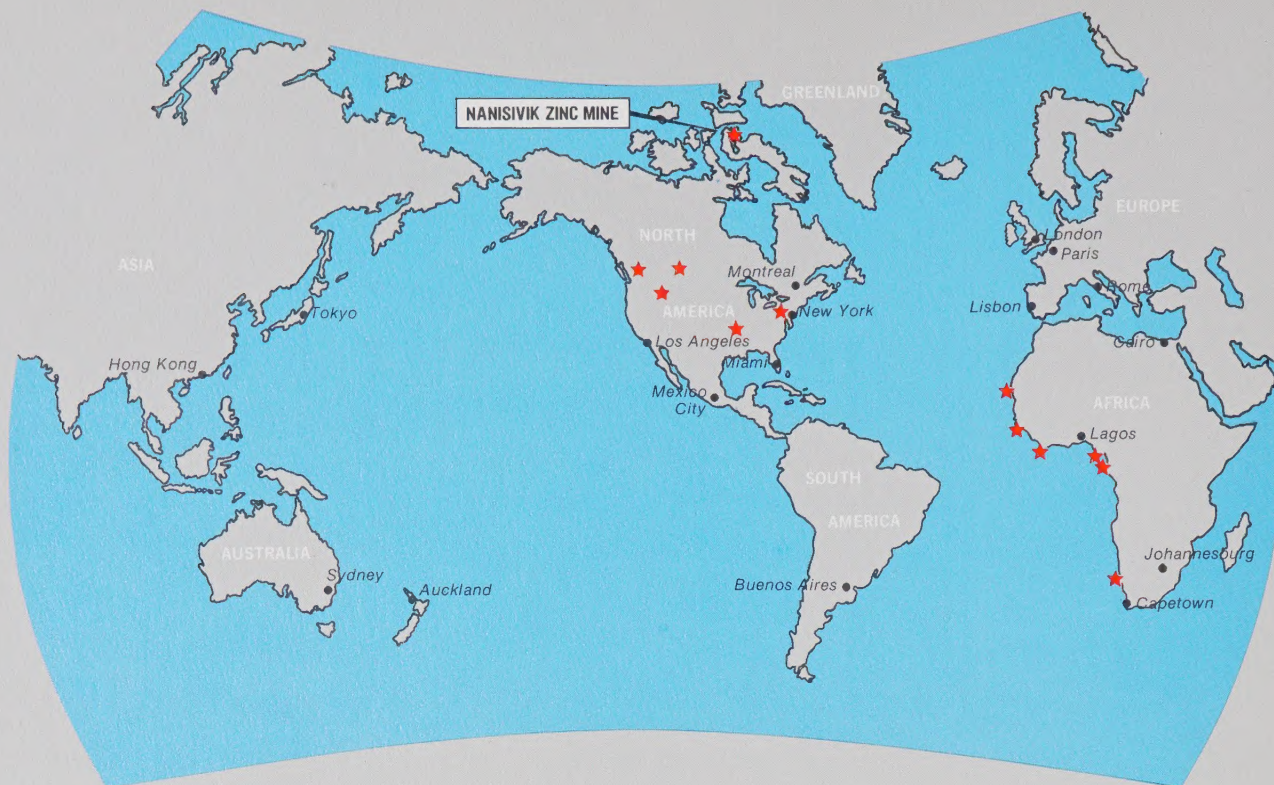 GREENLAND
NANISIVIK ZINC MINE
EUROPE
NORTH
London
Paris
ASIA
Montreal
Rome
AMERICA
New York
Lisbon
Tokyo
Los Angeles
Cairo
Hong Kong
Miami
Mexico
City
AFRICA
Lagos
SOUTH
AMERICA
AUSTRALIA
Johannesburg
Sydney
Auckland
Buenos Aires
Capetown